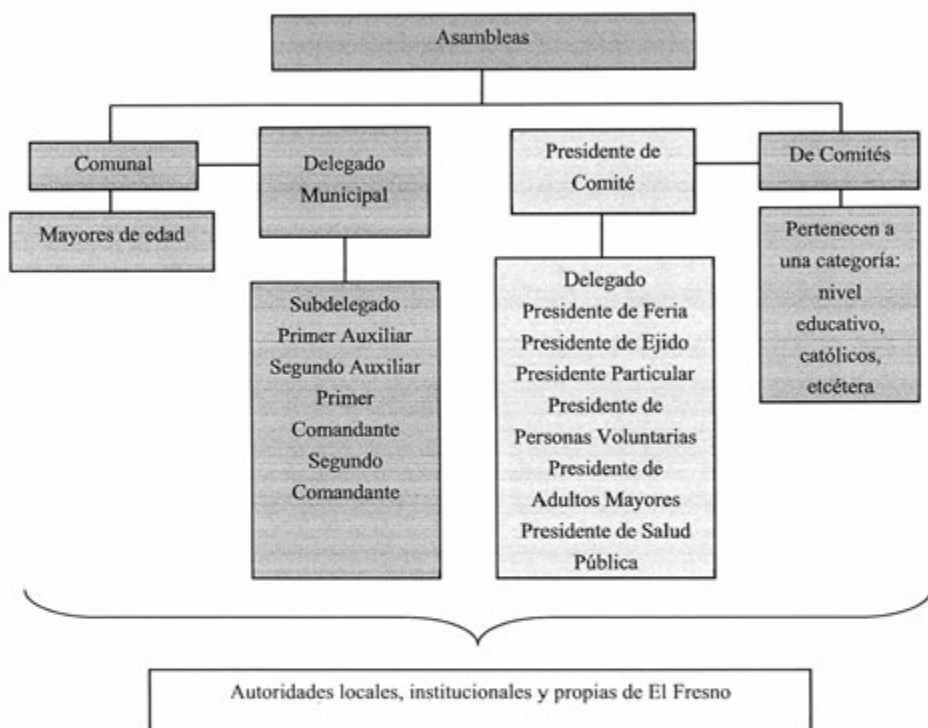 Asambleas
Comunal
Mayores de edad
Delegado
Municipal
Subdelegado
Primer Auxiliar
Segundo Auxiliar
Primer
Comandante
Segundo
Comandante
Presidente de
Comité
Delegado
Presidente de Feria
Presidente de Ejido
Presidente Particular
Presidente de
Personas Voluntarias
Presidente de
Adultos Mayores
Presidente de Salud
Pública
De Comités
Pertenecen a
una categoría:
nivel
educativo,
católicos,
etcétera
Autoridades locales, institucionales y propias de El Fresno